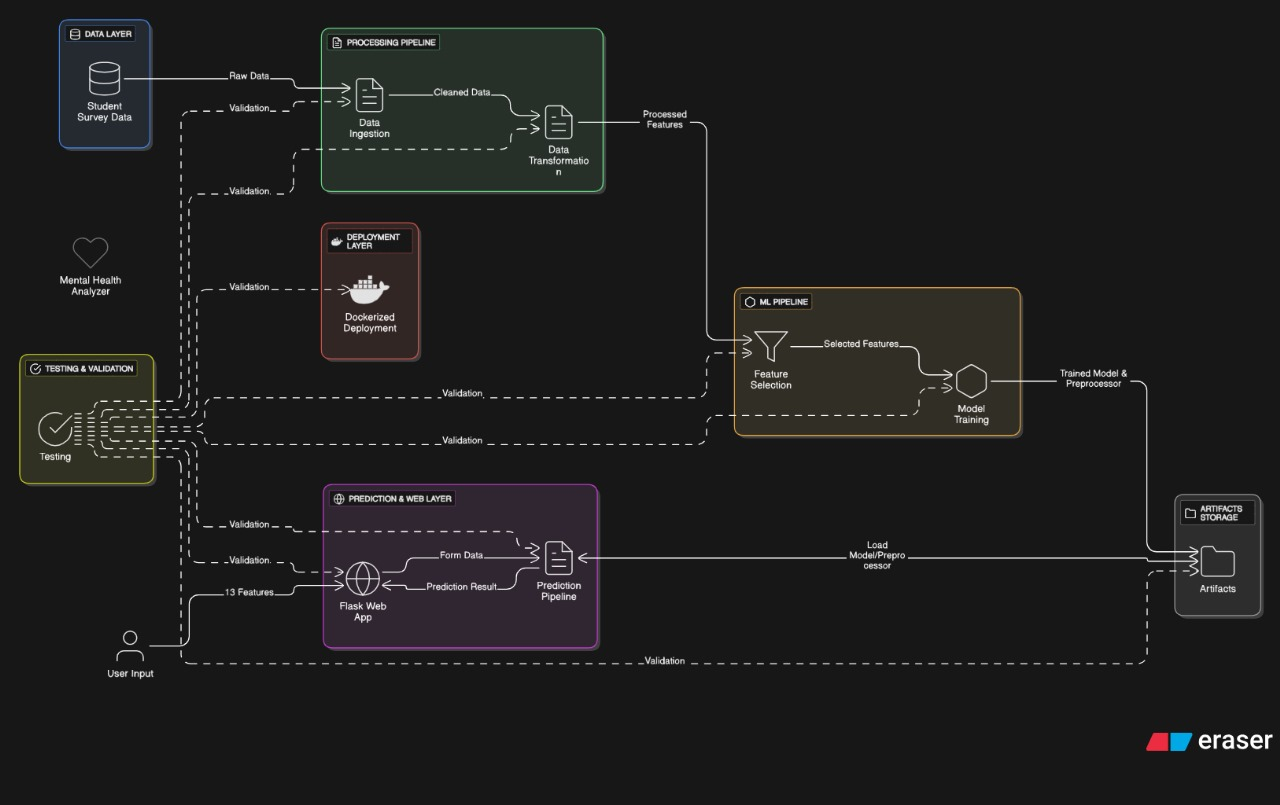 DATA LAYER
Student
Survey Data
Raw Data
Validation
Validation
PROCESSING PIPELINE
Data
Ingestion
Cleaned Data
Data
Transformatio
n
Processed
Features
Mental Health
Analyzer
DEPLOYMENT
LAYER
Validation
Dockerized
Deployment
TESTING & VALIDATION
Testing
Validation
Validation
ML PIPELINE
Feature
Selection
Selected Features
Model
Training
Trained Model &
Preprocessor
PREDICTION & WEB LAYER
Validation
Validation
13 Features
Flask Web
App
Form Data
Prediction Result
Prediction
Pipeline
Load
Model/Prepro
cessor
ARTIFACTS
STORAGE
Artifacts
User Input
Validation
eraser